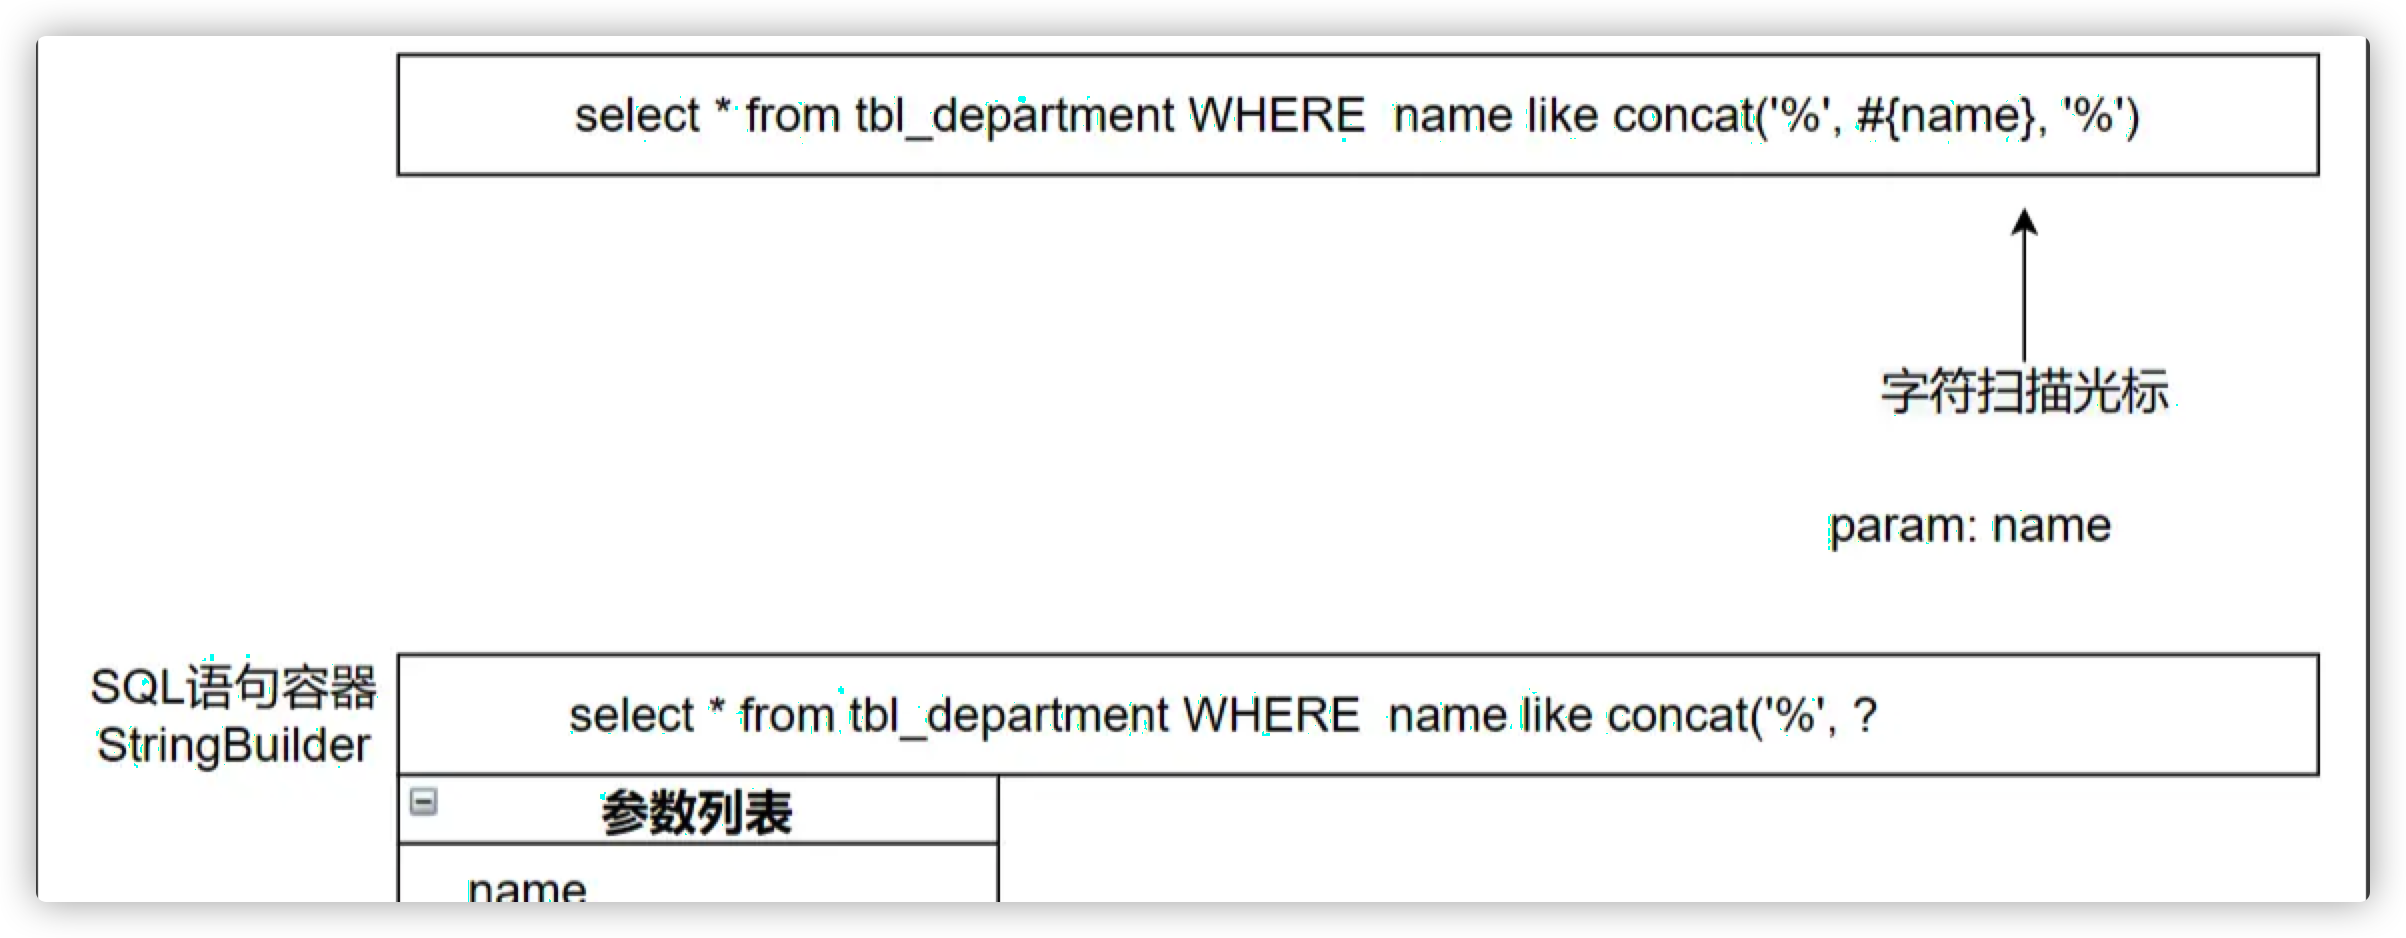 select * from tbl_department WHERE  name like concat('%', #{name}, '%')
字符扫描光标
param: name
SQL语句容器
StringBuilder
select * from tbl_department WHERE  name like concat('%', ?
参数列表
name